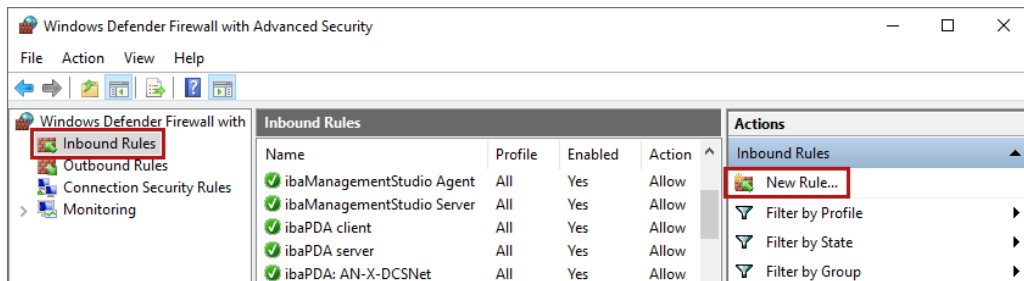 Windows Defender Firewall with Advanced Security
File Action View Help
Windows Defender Firewall with
Inbound Rules
Outbound Rules
Connection Security Rules
Monitoring
Inbound Rules
Name Profile Enabled Action
ibaManagementStudio Agent All Yes Allow
ibaManagementStudio Server All Yes Allow
ibaPDA client All Yes Allow
ibaPDA server All Yes Allow
ibaPDA: AN-X-DCSNet All Yes Allow
Actions
Inbound Rules
New Rule...
Filter by Profile
Filter by State
Filter by Group